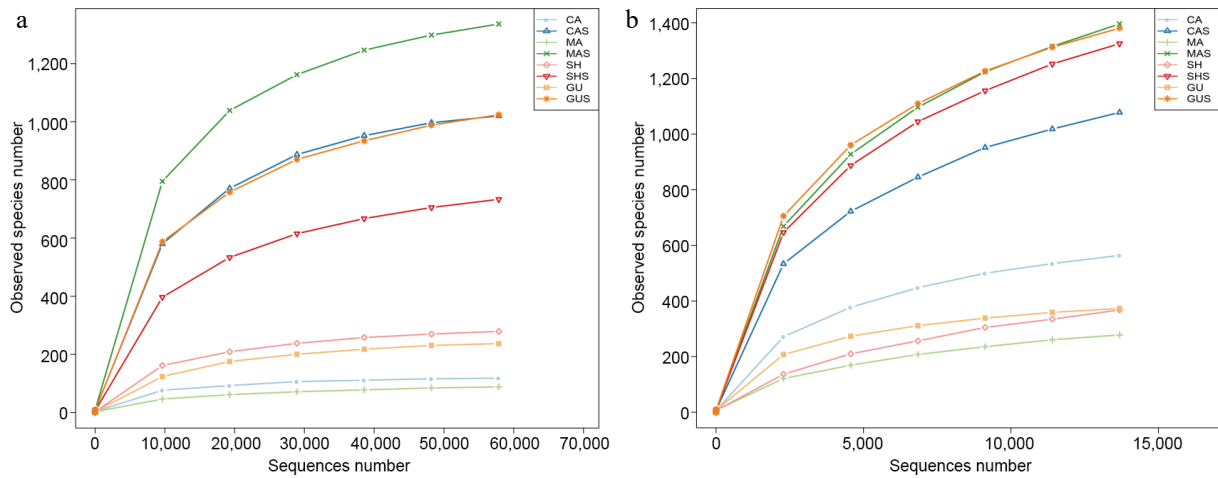 a
Observed species number
1,200
1,000
800
600
400
200
0
0
10,000
20,000
30,000
40,000
50,000
60,000
70,000
Sequences number
CA
CAS
MA
MAS
SH
SHS
GU
GUS
b
Observed species number
1,400
1,200
1,000
800
600
400
200
0
0
5,000
10,000
15,000
Sequences number
CA
CAS
MA
MAS
SH
SHS
GU
GUS